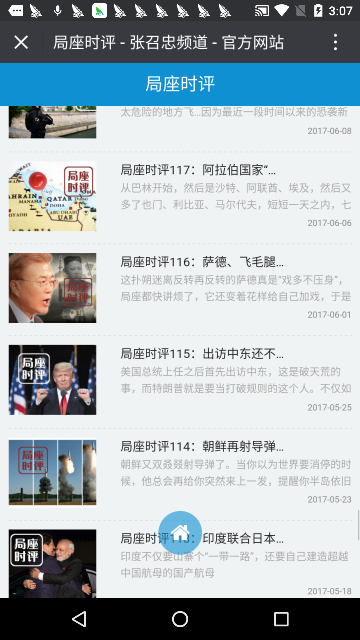 3:07
局座时评 - 张召忠频道 - 官方网站
局座时评
太危险的地方飞...因为最近一段时间以来的恐袭新
2017-06-08
局座时评
BAHRAIN
MANAMA
QATAR
DOHA
ABU DHABI
UAE
局座时评117：阿拉伯国家“…
从巴林开始，然后是沙特、阿联酋、埃及，然后又
多了也门、利比亚、马尔代夫，短短一天之内，七
2017-06-06
局座时评
局座时评116：萨德、飞毛腿…
这扑朔迷离反转再反转的萨德真是“戏多不压身”，
局座都快讲烦了，它还变着花样给自己加戏，于是
2017-06-01
局座时评
局座时评115：出访中东还不…
美国总统上任之后首先出访中东，这是破天荒的
事，而特朗普就是要当打破规则的这个人。不仅如
2017-05-25
局座时评
局座时评114：朝鲜再射导弹…
朝鲜又双叒叕射导弹了。当你以为世界要消停的时
候，他总会再给你突然来上一发，提醒你半岛依旧
2017-05-23
局座时评
局座时评113：印度联合日本…
印度不仅要山寨个“一带一路”，还要自己建造超越
中国航母的国产航母
2017-05-18